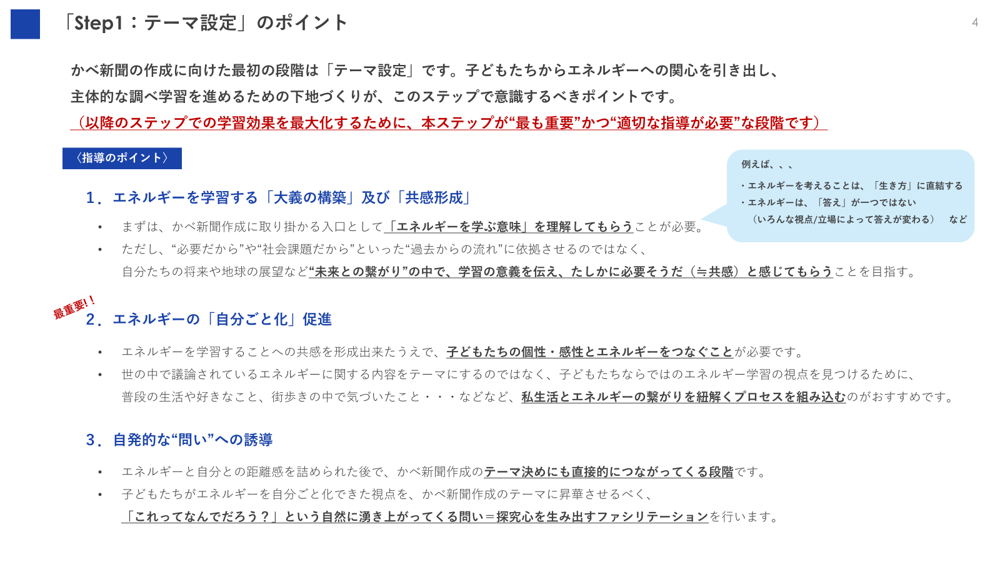 「Step1：テーマ設定」のポイント
4
かべ新聞の作成に向けた最初の段階は「テーマ設定」です。子どもたちからエネルギーへの関心を引き出し、
主体的な調べ学習を進めるための下地づくりが、このステップで意識するべきポイントです。
（以降のステップでの学習効果を最大化するために、本ステップが“最も重要”かつ“適切な指導が必要”な段階です）
〈指導のポイント〉
例えば、、、
・エネルギーを考えることは、「生き方」に直結する
・エネルギーは、「答え」が一つではない
（いろんな視点/立場によって答えが変わる）　など
１．エネルギーを学習する「大義の構築」及び「共感形成」
• まずは、かべ新聞作成に取り掛かる入口として「エネルギーを学ぶ意味」を理解してもらうことが必要。
• ただし、“必要だから”や“社会課題だから”といった“過去からの流れ”に依拠させるのではなく、
自分たちの将来や地球の展望など“未来との繋がり”の中で、学習の意義を伝え、たしかに必要そうだ（≒共感）と感じてもらうことを目指す。
最重要!！
２．エネルギーの「自分ごと化」促進
• エネルギーを学習することへの共感を形成出来たうえで、子どもたちの個性・感性とエネルギーをつなぐことが必要です。
• 世の中で議論されているエネルギーに関する内容をテーマにするのではなく、子どもたちならではのエネルギー学習の視点を見つけるために、
普段の生活や好きなこと、街歩きの中で気づいたこと・・・などなど、私生活とエネルギーの繋がりを紐解くプロセスを組み込むのがおすすめです。
３．自発的な“問い”への誘導
• エネルギーと自分との距離感を詰められた後で、かべ新聞作成のテーマ決めにも直接的につながってくる段階です。
• 子どもたちがエネルギーを自分ごと化できた視点を、かべ新聞作成のテーマに昇華させるべく、
「これってなんでだろう？」という自然に湧き上がってくる問い＝探究心を生み出すファシリテーションを行います。